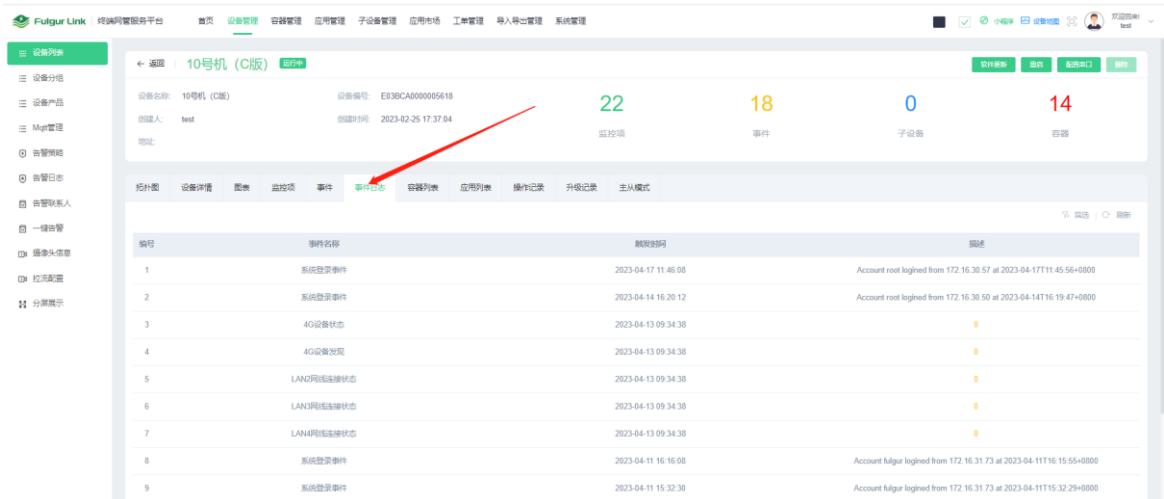 Fulgur Link 终端网管服务平台 首页 设备管理 容器管理 应用管理 子设备管理 应用市场 工单管理 导入导出管理 系统管理 小程序 设备地图 欢迎回来! test
设备列表
设备分组
设备产品
Mqtt管理
告警策略
告警日志
告警联系人
一键告警
摄像头信息
拉流配置
分屏展示
← 返回 10号机（C版） 运行中 软件更新 重启 配置串口 删除
设备名称: 10号机（C版） 设备编号: E03BCA0000005618
创建人: test 创建时间: 2023-02-25 17:37:04
地址:
22 18 0 14
监控项 事件 子设备 容器
拓扑图 设备详情 图表 监控项 事件 事件日志 容器列表 应用列表 操作记录 升级记录 主从模式
筛选 刷新
编号 事件名称 触发时间 描述
1 系统登录事件 2023-04-17 11:46:08 Account root logined from 172.16.30.57 at 2023-04-17T11:45:56+0800
2 系统登录事件 2023-04-14 16:20:12 Account root logined from 172.16.30.50 at 2023-04-14T16:19:47+0800
3 4G设备状态 2023-04-13 09:34:38 0
4 4G设备发现 2023-04-13 09:34:38 0
5 LAN2网线连接状态 2023-04-13 09:34:38 0
6 LAN3网线连接状态 2023-04-13 09:34:38 0
7 LAN4网线连接状态 2023-04-13 09:34:38 0
8 系统登录事件 2023-04-11 16:16:08 Account fulgur logined from 172.16.31.73 at 2023-04-11T16:15:55+0800
9 系统登录事件 2023-04-11 15:32:30 Account fulgur logined from 172.16.31.73 at 2023-04-11T15:32:29+0800